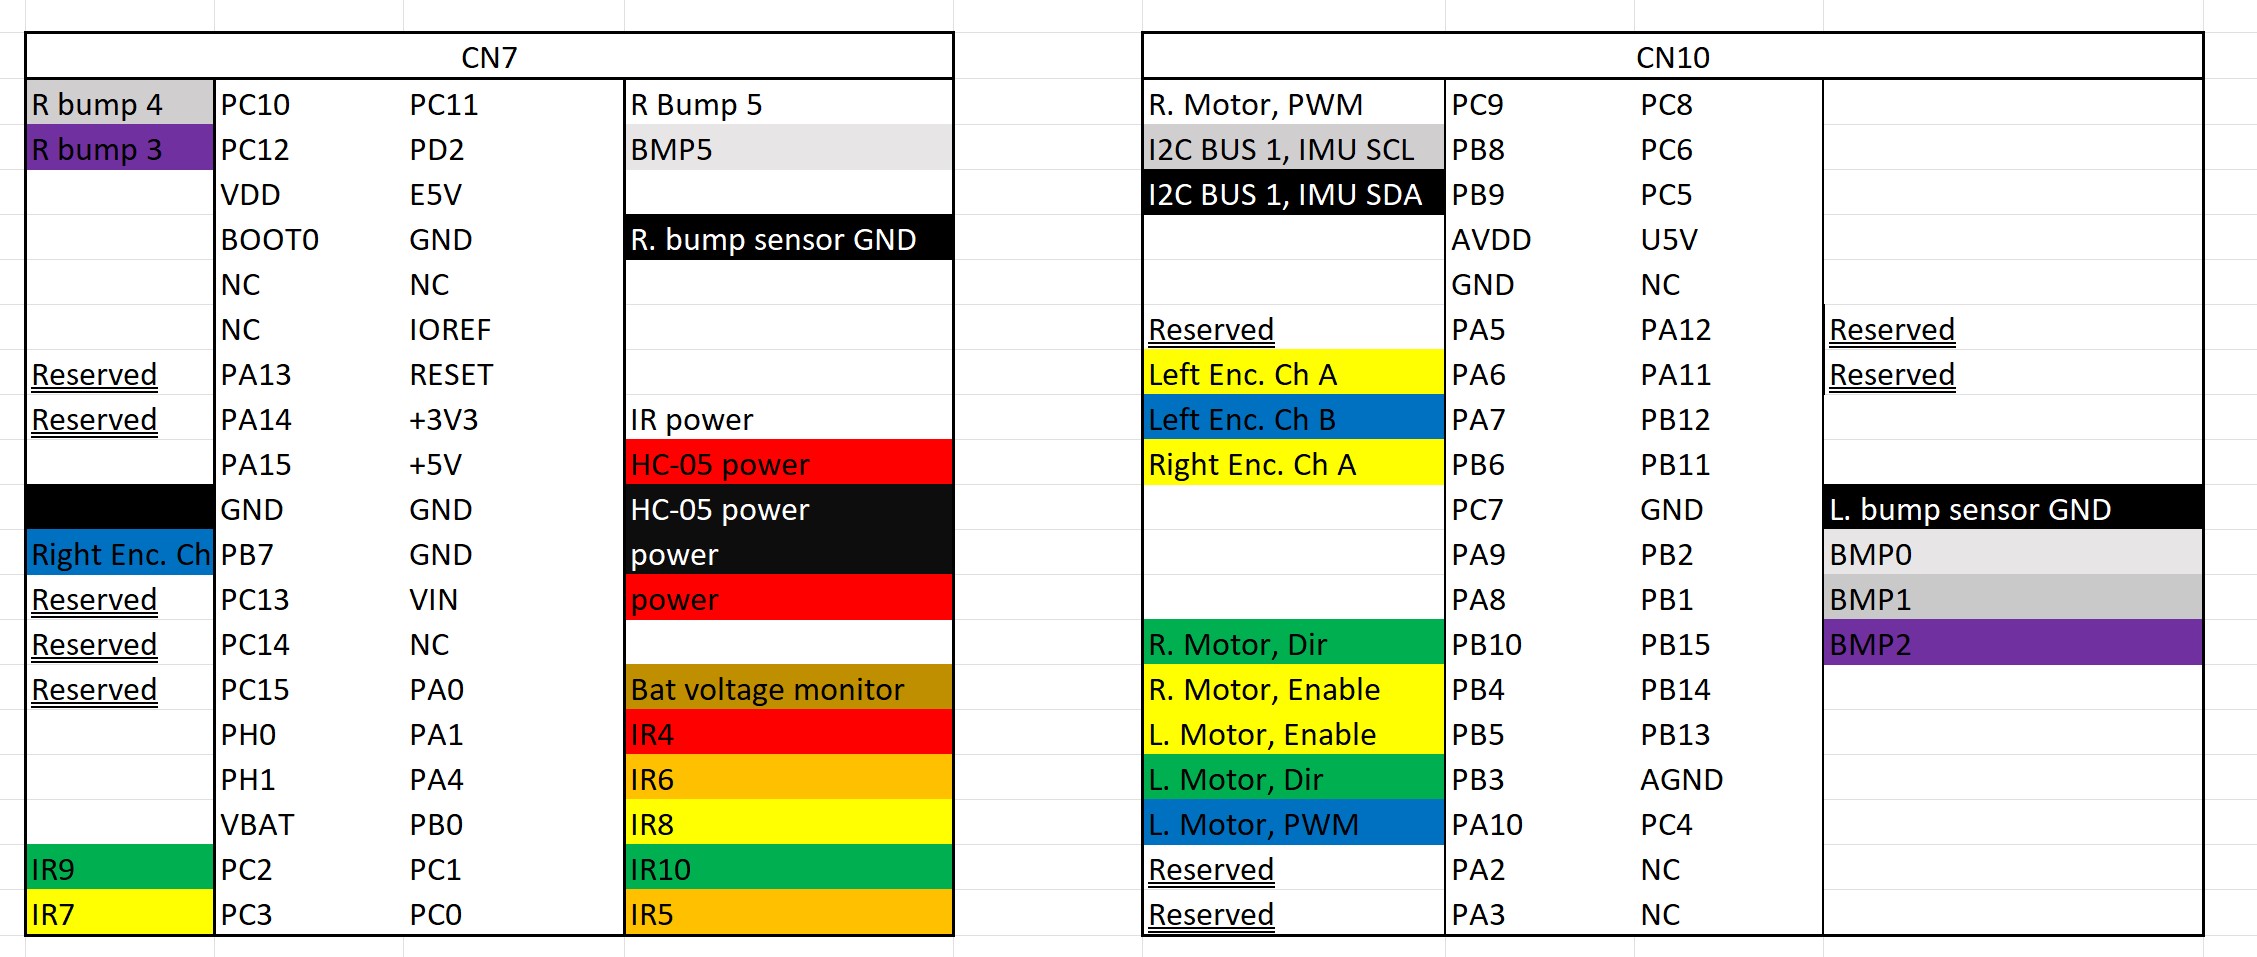 CN7
R bump 4 PC10 PC11 R Bump 5
R bump 3 PC12 PD2 BMP5
VDD E5V
BOOT0 GND R. bump sensor GND
NC NC
NC IOREF
Reserved PA13 RESET
Reserved PA14 +3V3 IR power
PA15 +5V HC-05 power
GND GND HC-05 power
Right Enc. Ch PB7 GND power
Reserved PC13 VIN power
Reserved PC14 NC
Reserved PC15 PA0 Bat voltage monitor
PH0 PA1 IR4
PH1 PA4 IR6
VBAT PB0 IR8
IR9 PC2 PC1 IR10
IR7 PC3 PC0 IR5
CN10
R. Motor, PWM PC9 PC8
I2C BUS 1, IMU SCL PB8 PC6
I2C BUS 1, IMU SDA PB9 PC5
AVDD U5V
GND NC
Reserved PA5 PA12 Reserved
Left Enc. Ch A PA6 PA11 Reserved
Left Enc. Ch B PA7 PB12
Right Enc. Ch A PB6 PB11
PC7 GND L. bump sensor GND
PA9 PB2 BMP0
PA8 PB1 BMP1
R. Motor, Dir PB10 PB15 BMP2
R. Motor, Enable PB4 PB14
L. Motor, Enable PB5 PB13
L. Motor, Dir PB3 AGND
L. Motor, PWM PA10 PC4
Reserved PA2 NC
Reserved PA3 NC